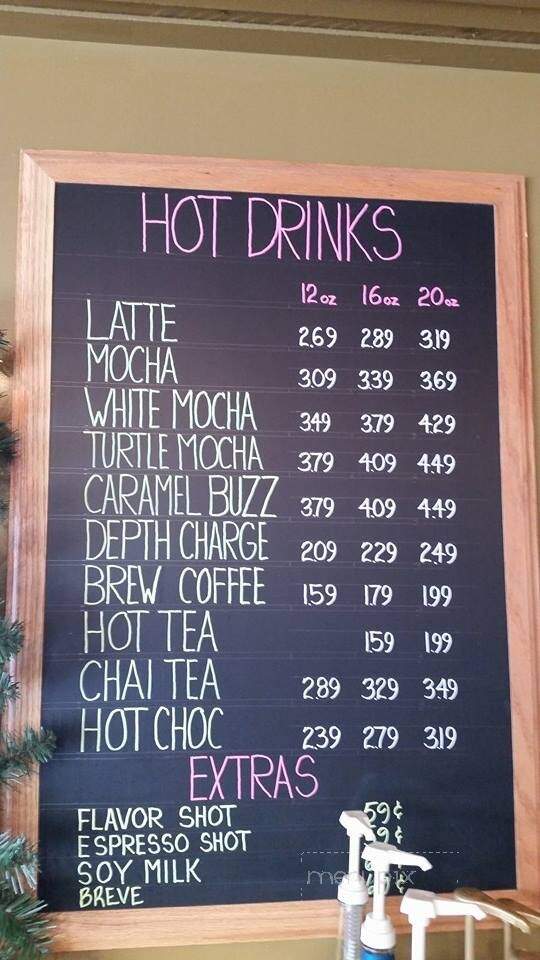 HOT DRINKS
12oz 16oz 20oz
LATTE 2.69 2.89 3.19
MOCHA 3.09 3.39 3.69
WHITE MOCHA 3.49 3.79 4.29
TURTLE MOCHA 3.79 4.09 4.49
CARAMEL BUZZ 3.79 4.09 4.49
DEPTH CHARGE 2.09 2.29 2.49
BREW COFFEE 1.59 1.79 1.99
HOT TEA 1.59 1.99
CHAI TEA 2.89 3.29 3.49
HOT CHOC 2.39 2.79 3.19
EXTRAS
FLAVOR SHOT 59¢
ESPRESSO SHOT
SOY MILK
BREVE